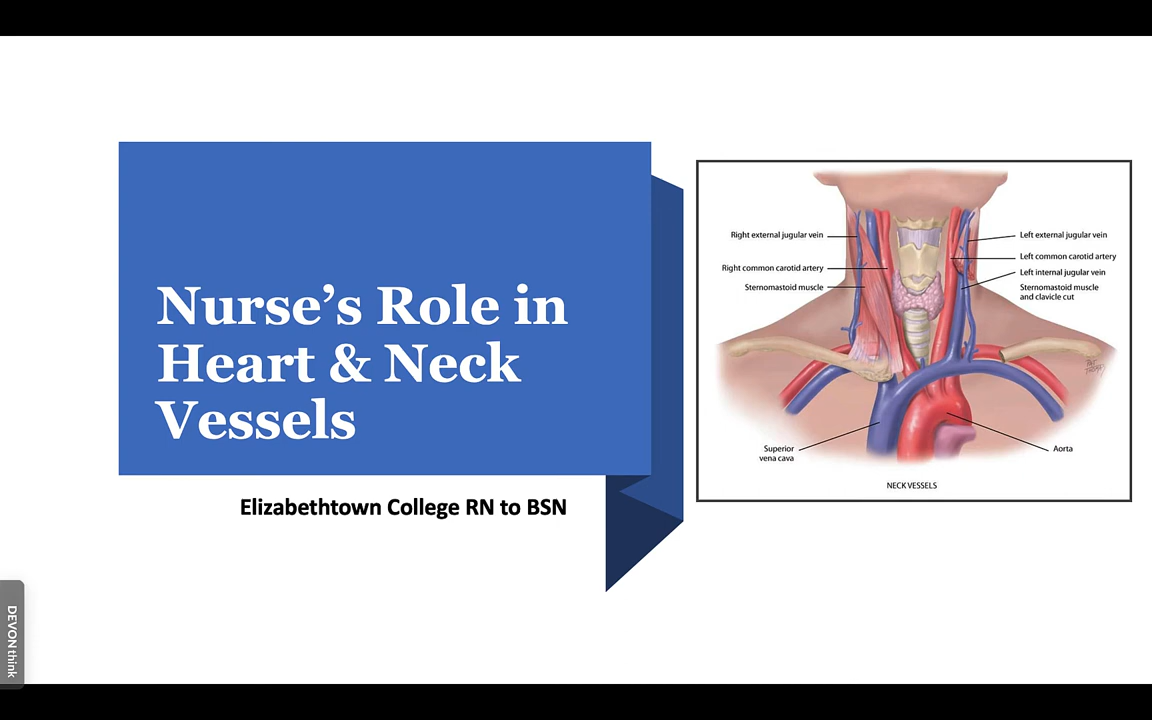 Nurse's Role in
Heart & Neck
Vessels
Elizabethtown College RN to BSN
Right external jugular vein
Right common carotid artery
Sternomastoid muscle
Left external jugular vein
Left common carotid artery
Left internal jugular vein
Sternomastoid muscle
and clavicle cut
Superior
vena cava
Aorta
NECK VESSELS
DEVONthink